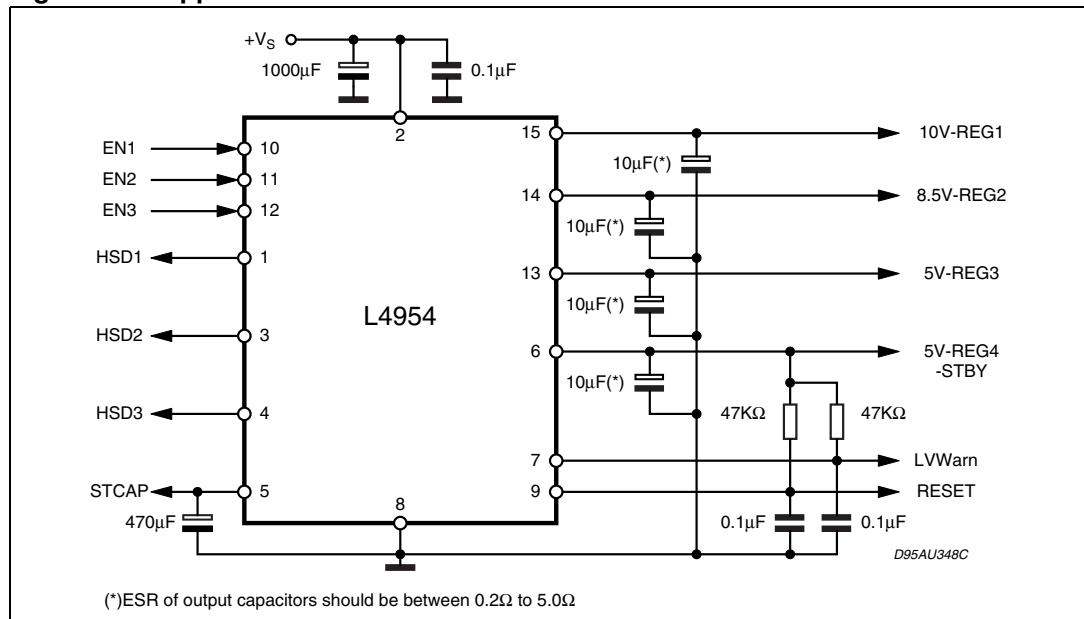 +VS
1000µF
0.1µF
2
15
10V-REG1
EN1
10
10µF(*)
EN2
11
14
8.5V-REG2
EN3
12
10µF(*)
HSD1
1
13
5V-REG3
L4954
10µF(*)
HSD2
3
6
5V-REG4
-STBY
10µF(*)
HSD3
4
47KΩ
47KΩ
7
LVWarn
STCAP
5
9
RESET
470µF
8
0.1µF
0.1µF
D95AU348C
(*)ESR of output capacitors should be between 0.2Ω to 5.0Ω